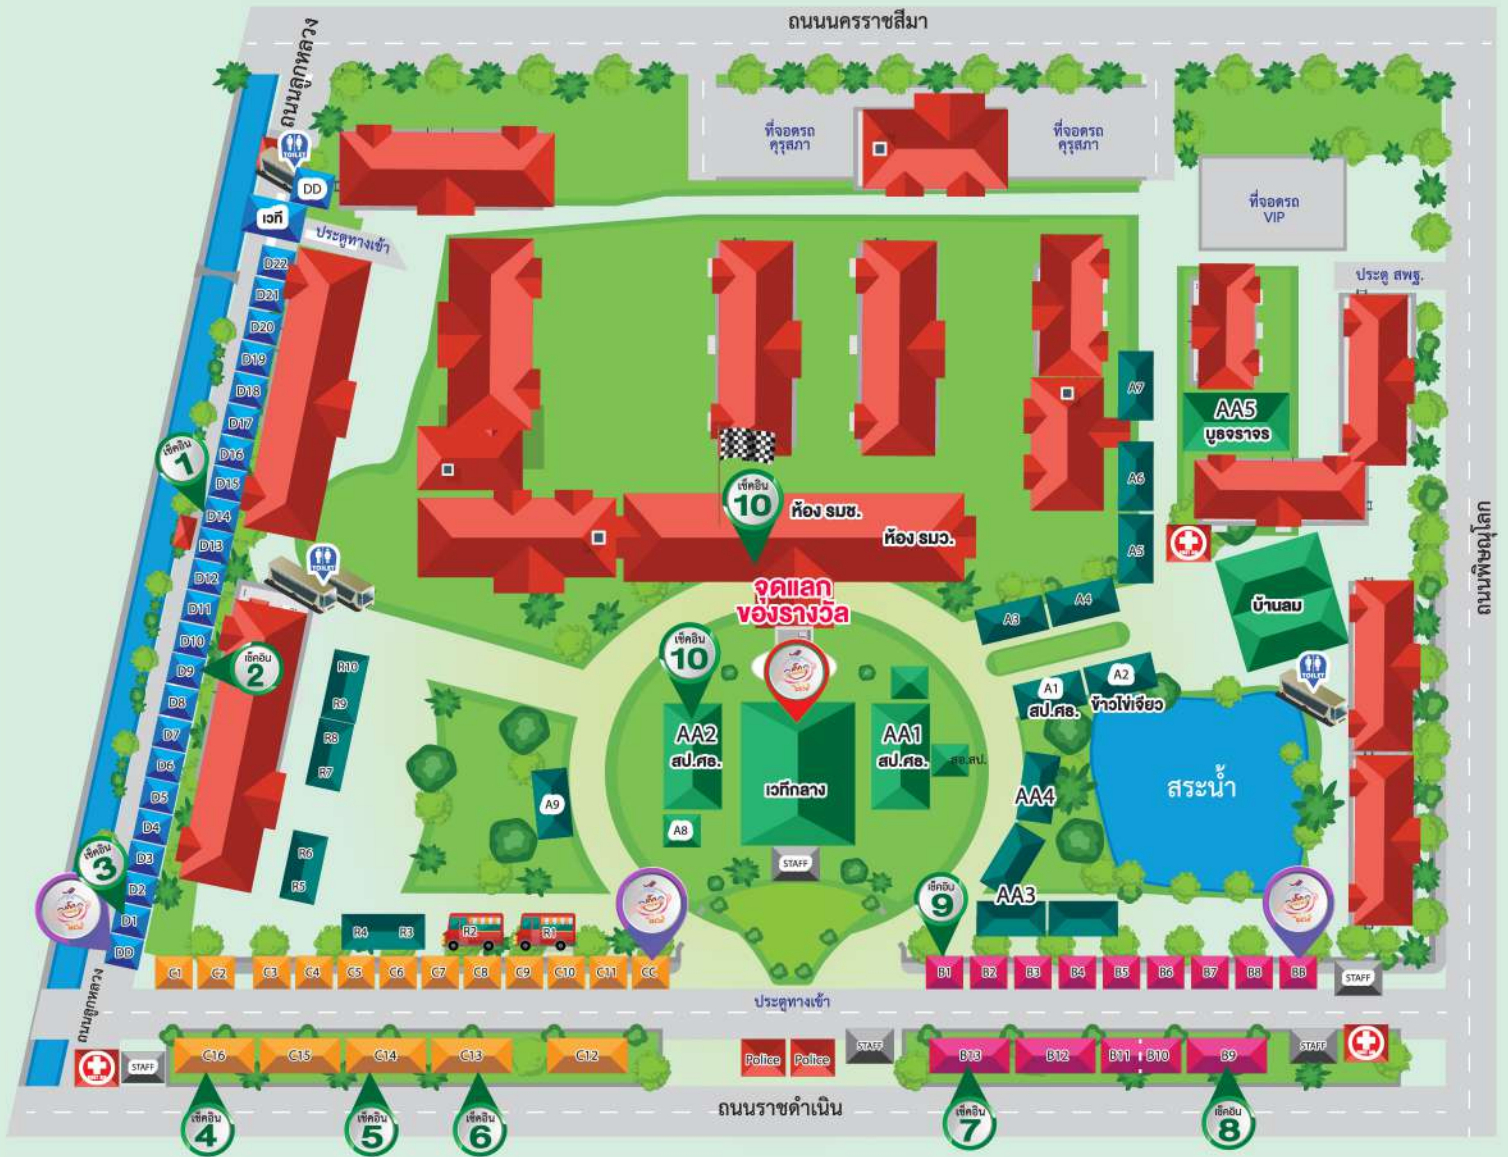 ถนนนครราชสีมา
ถนนลูกหลวง
TOILET
DD
เวที
ประตูทางเข้า
ที่จอดรถ
คุรุสภา
ที่จอดรถ
คุรุสภา
ที่จอดรถ
VIP
ประตู สพฐ.
ถนนพิษณุโลก
D22
D21
D20
D19
D18
D17
D16
D15
D14
D13
D12
D11
D10
D9
D8
D7
D6
D5
D4
D3
D2
D1
DD
เช็คอิน
1
เช็คอิน
2
เช็คอิน
3
TOILET
R10
R9
R8
R7
R6
R5
R4
R3
R2
R1
A7
A6
A5
AA5
บูธจราจร
เช็คอิน
10
ห้อง รมช.
ห้อง รมว.
จุดแลก
ของรางวัล
A3
A4
บ้านลม
TOILET
A1
สป.ศธ.
A2
ข้าวไข่เจียว
เช็คอิน
10
AA2
สป.ศธ.
เวทีกลาง
AA1
สป.ศธ.
สอ.สป.
AA4
สระน้ำ
A9
A8
STAFF
AA3
เช็คอิน
9
C1
C2
C3
C4
C5
C6
C7
C8
C9
C10
C11
CC
B1
B2
B3
B4
B5
B6
B7
B8
BB
STAFF
ประตูทางเข้า
ถนนลูกหลวง
STAFF
C16
C15
C14
C13
C12
Police
Police
STAFF
B13
B12
B11
B10
B9
STAFF
ถนนราชดำเนิน
เช็คอิน
4
เช็คอิน
5
เช็คอิน
6
เช็คอิน
7
เช็คอิน
8